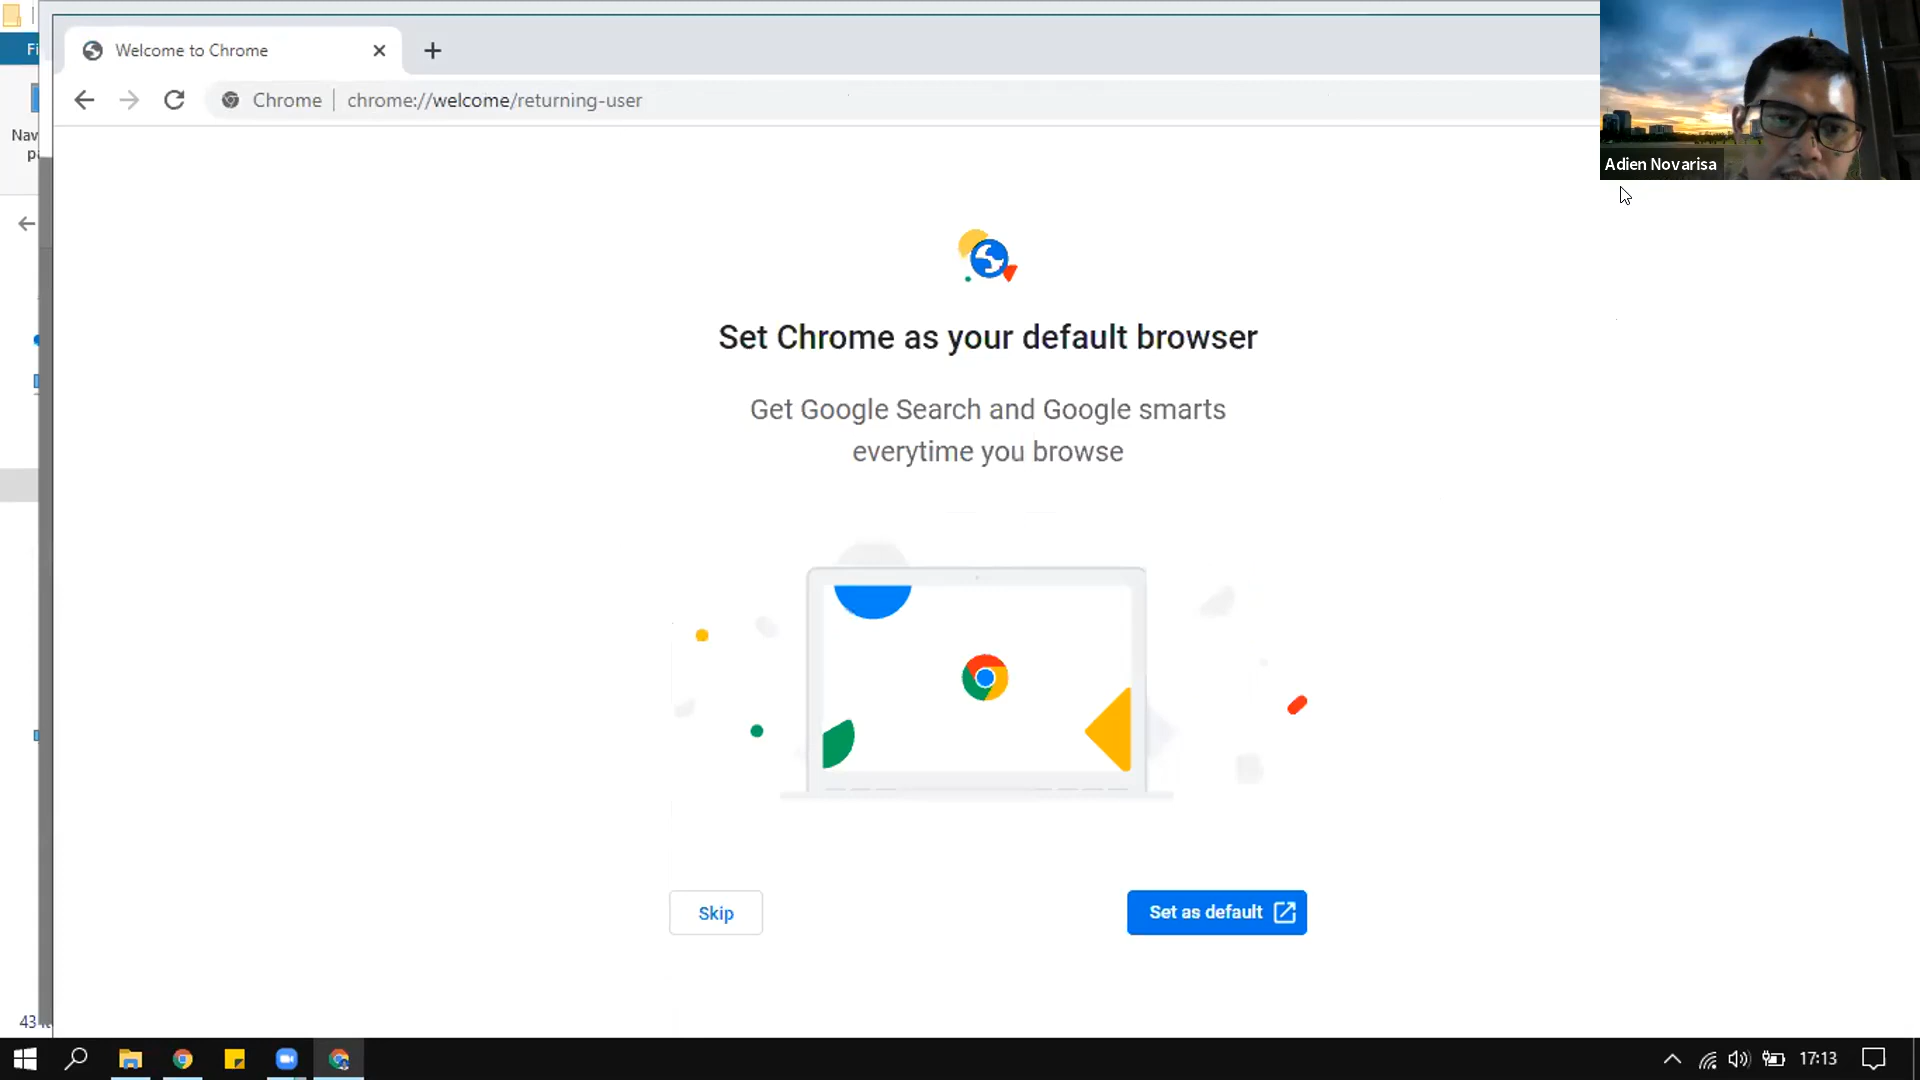 Welcome to Chrome
Chrome chrome://welcome/returning-user
Adien Novarisa
Set Chrome as your default browser
Get Google Search and Google smarts
everytime you browse
Skip
Set as default
43
17:13